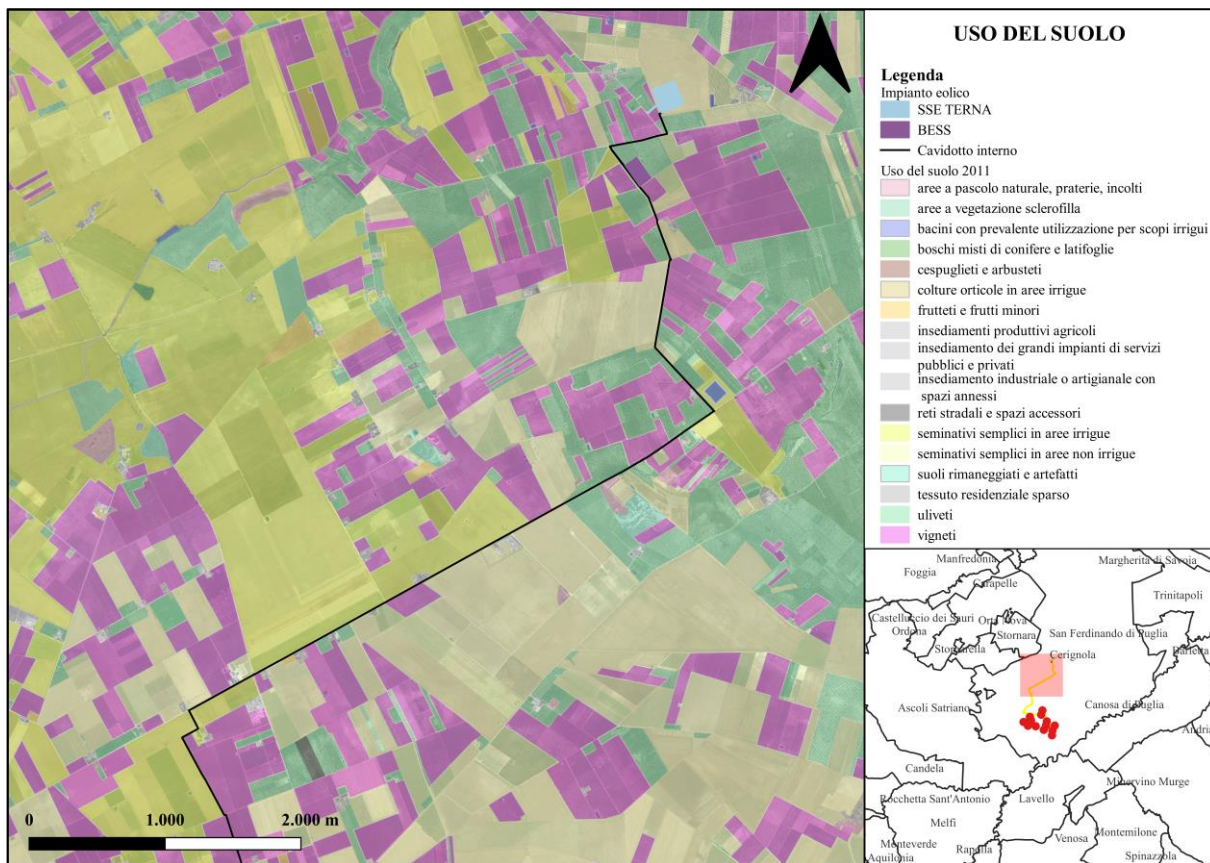 USO DEL SUOLO
Legenda
Impianto eolico
SSE TERNA
BESS
Cavidotto interno
Uso del suolo 2011
aree a pascolo naturale, praterie, incolti
aree a vegetazione sclerofilla
bacini con prevalente utilizzazione per scopi irrigui
boschi misti di conifere e latifoglie
cespuglieti e arbusteti
colture orticole in aree irrigue
frutteti e frutti minori
insediamenti produttivi agricoli
insediamento dei grandi impianti di servizi
pubblici e privati
insediamento industriale o artigianale con
spazi annessi
reti stradali e spazi accessori
seminativi semplici in aree irrigue
seminativi semplici in aree non irrigue
suoli rimaneggiati e artefatti
tessuto residenziale sparso
uliveti
vigneti
0 1.000 2.000 m
Manfredonia
Margherita di Savoia
Foggia
Carapelle
Trinitapoli
Castelluccio dei Sauri
Orta Nova
Ordona
Stornara
San Ferdinando di Puglia
Stornarella
Cerignola
Barletta
Ascoli Satriano
Canosa di Puglia
Andria
Candela
Minervino Murge
Rocchetta Sant'Antonio
Lavello
Melfi
Venosa
Montemilone
Monteverde
Rapolla
Aquilonia
Spinazzola